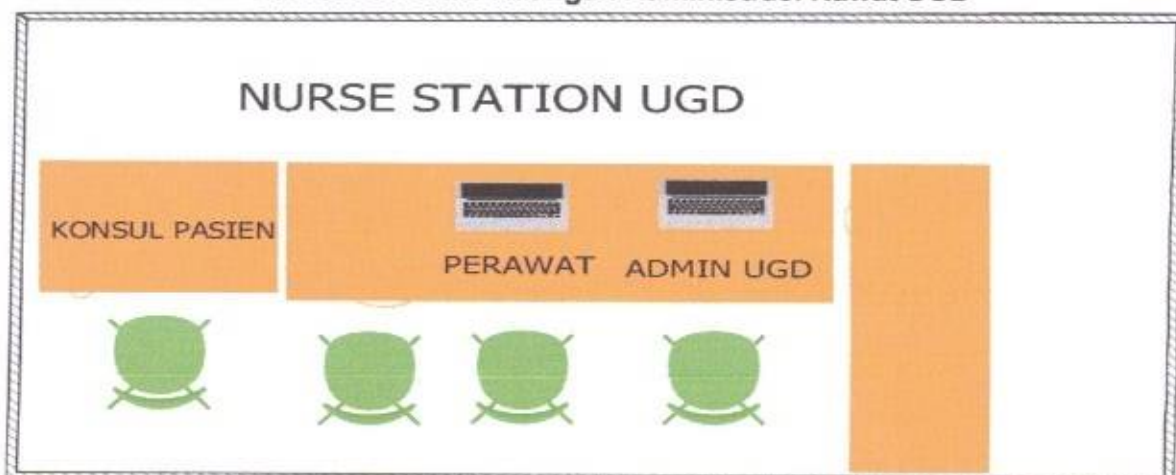 NURSE STATION UGD
KONSUL PASIEN
PERAWAT
ADMIN UGD